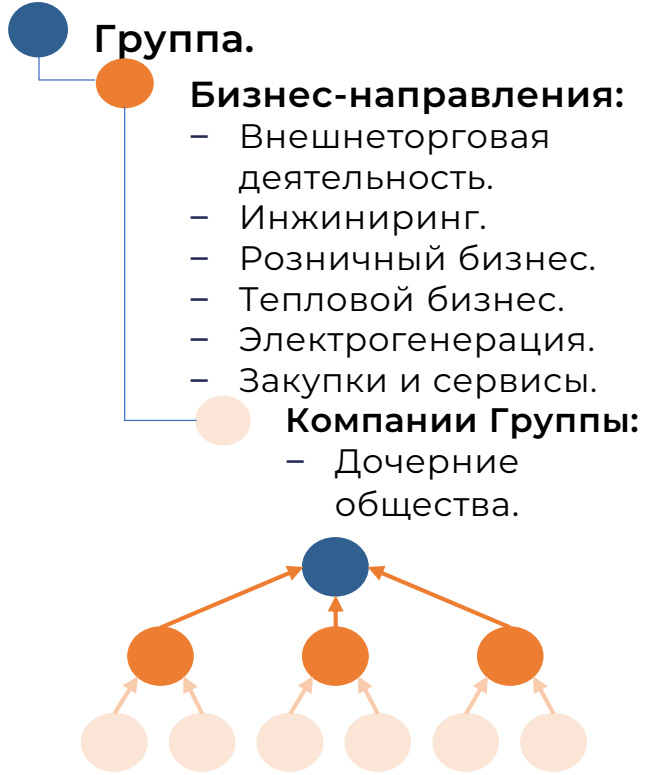 Группа.
Бизнес-направления:
– Внешнеторговая
деятельность.
– Инжиниринг.
– Розничный бизнес.
– Тепловой бизнес.
– Электрогенерация.
– Закупки и сервисы.
Компании Группы:
– Дочерние
общества.